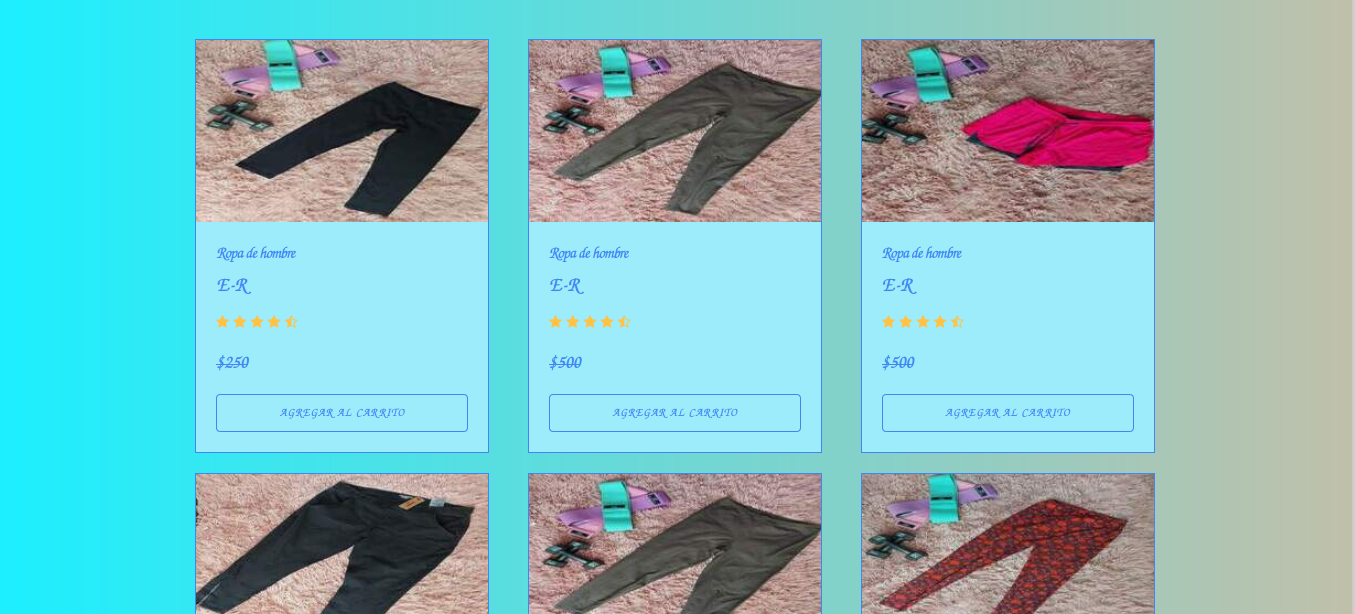 Ropa de hombre
E-R
$250
AGREGAR AL CARRITO
Ropa de hombre
E-R
$500
AGREGAR AL CARRITO
Ropa de hombre
E-R
$500
AGREGAR AL CARRITO